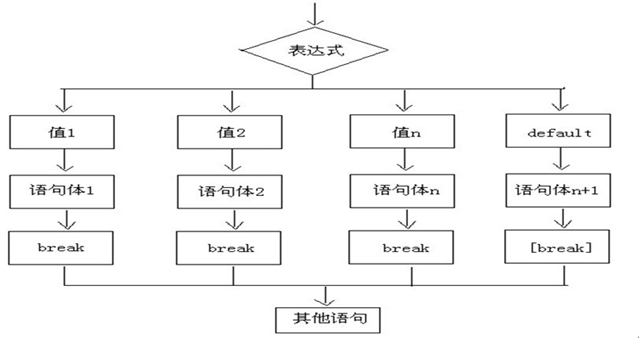 表达式
值1 值2 值n default
语句体1 语句体2 语句体n 语句体n+1
break break break [break]
其他语句